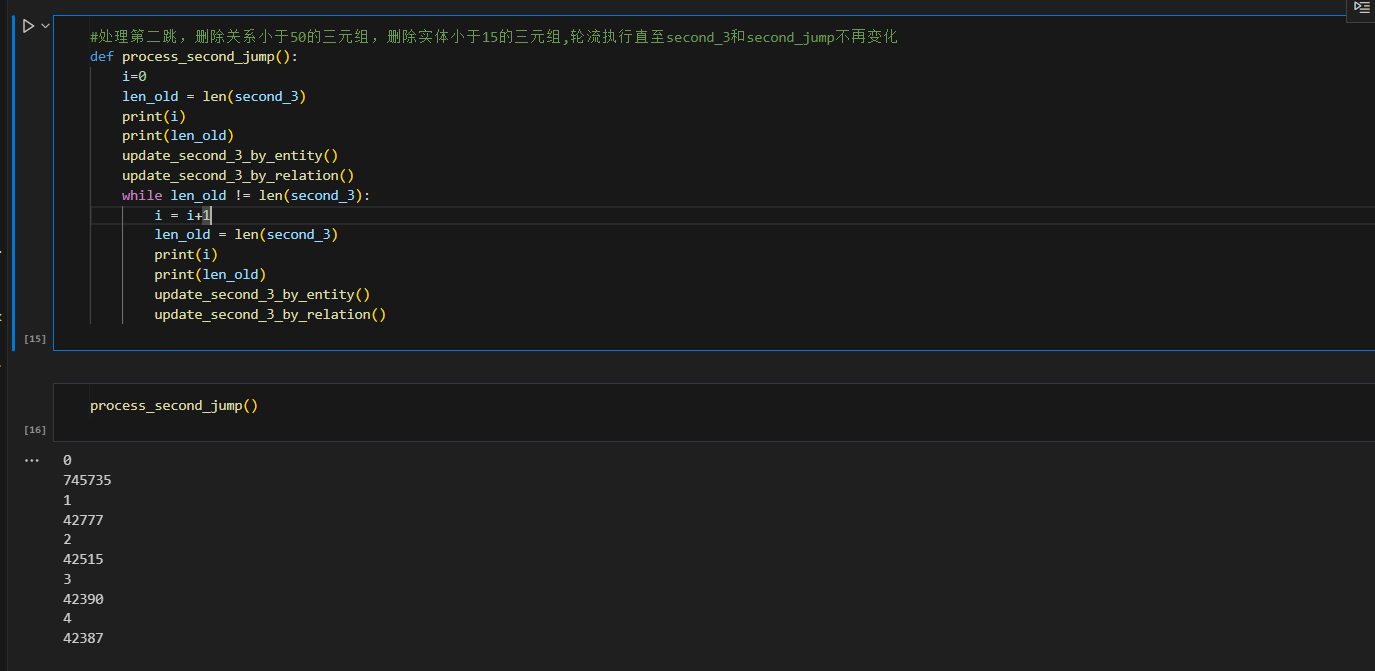 #处理第二跳，删除关系小于50的三元组，删除实体小于15的三元组,轮流执行直至second_3和second_jump不再变化
def process_second_jump():
    i=0
    len_old = len(second_3)
    print(i)
    print(len_old)
    update_second_3_by_entity()
    update_second_3_by_relation()
    while len_old != len(second_3):
        i = i+1
        len_old = len(second_3)
        print(i)
        print(len_old)
        update_second_3_by_entity()
        update_second_3_by_relation()
[15]
process_second_jump()
[16]
0
745735
1
42777
2
42515
3
42390
4
42387